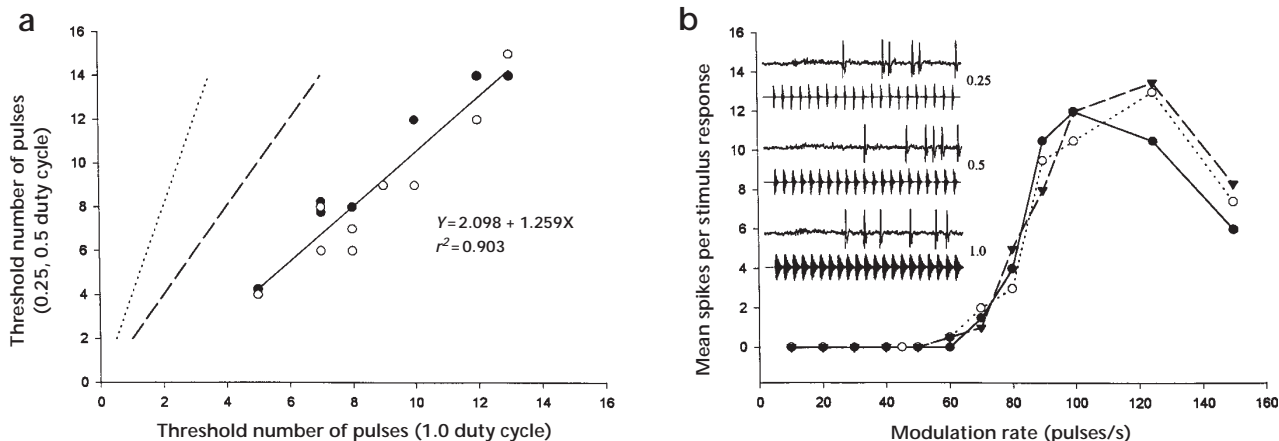 a
Threshold number of pulses
(0.25, 0.5 duty cycle)
16
14
12
10
8
6
4
2
0
Y=2.098 + 1.259X
r²=0.903
0 2 4 6 8 10 12 14 16
Threshold number of pulses (1.0 duty cycle)
b
Mean spikes per stimulus response
16
14
12
10
8
6
4
2
0
0.25
0.5
1.0
0 20 40 60 80 100 120 140 160
Modulation rate (pulses/s)